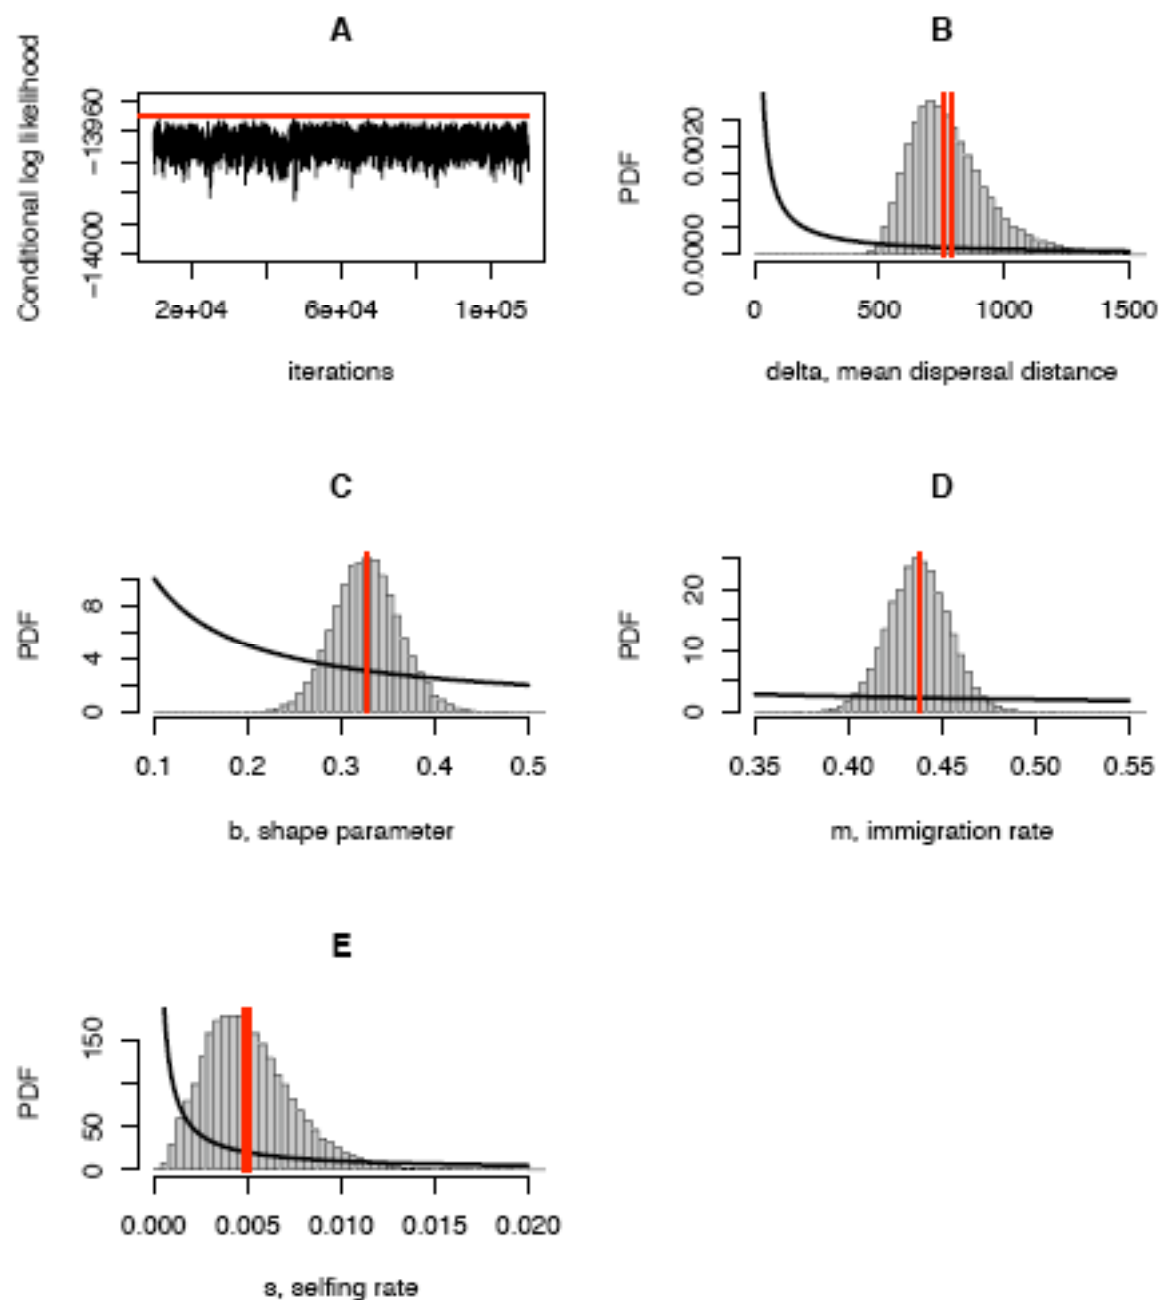 A
Conditional log likelihood
-13960
-14000
2e+04 6e+04 1e+05
iterations
B
PDF
0.0020
0.0000
0 500 1000 1500
delta, mean dispersal distance
C
PDF
8
4
0
0.1 0.2 0.3 0.4 0.5
b, shape parameter
D
PDF
20
10
0
0.35 0.40 0.45 0.50 0.55
m, immigration rate
E
PDF
150
50
0
0.000 0.005 0.010 0.015 0.020
s, selfing rate